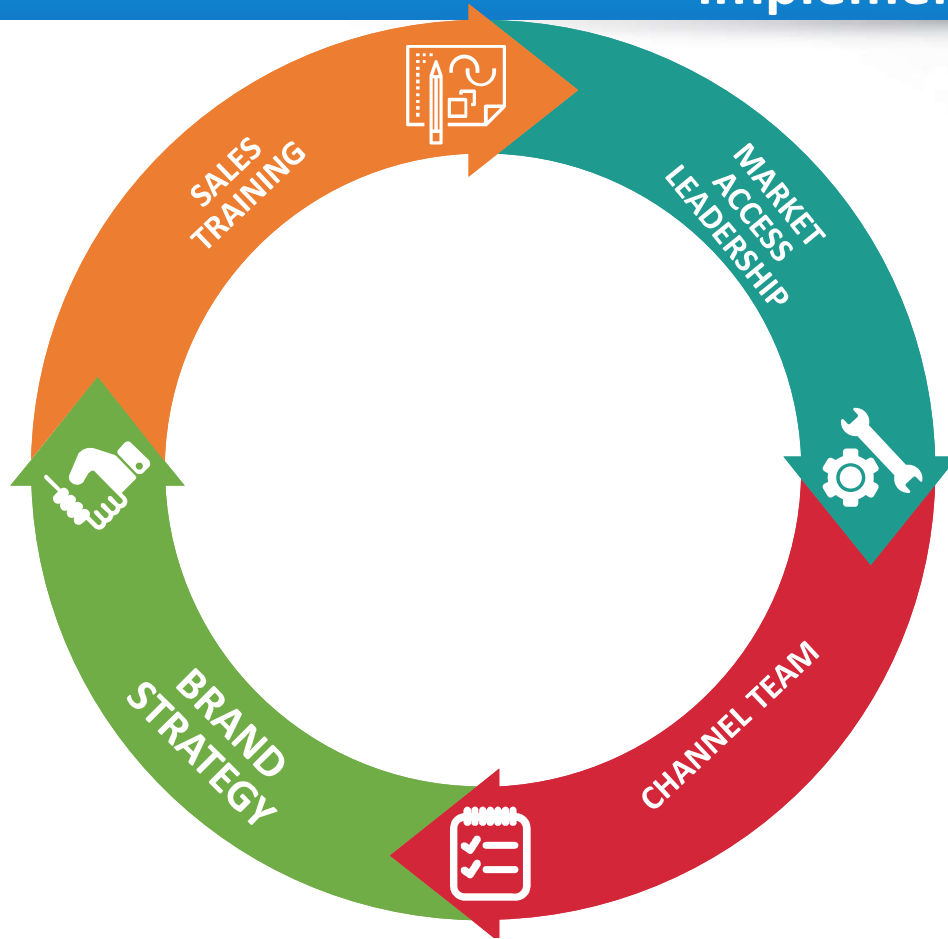 SALES
TRAINING
MARKET
ACCESS
LEADERSHIP
CHANNEL TEAM
BRAND
STRATEGY